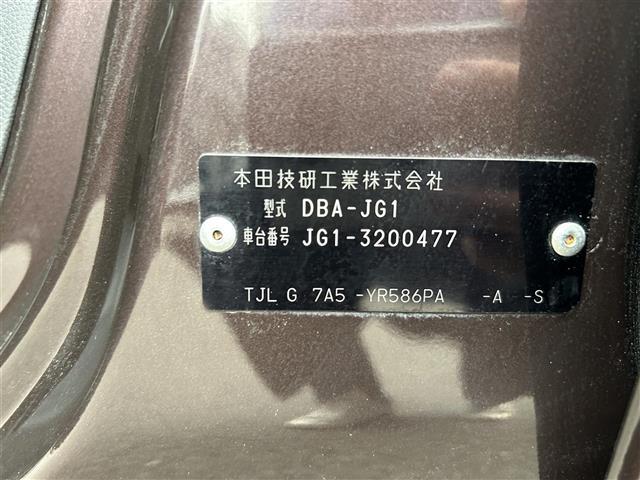 本田技研工業株式会社
型式 DBA-JG1
車台番号 JG1-3200477
TJL G 7A5 -YR586PA -A -S